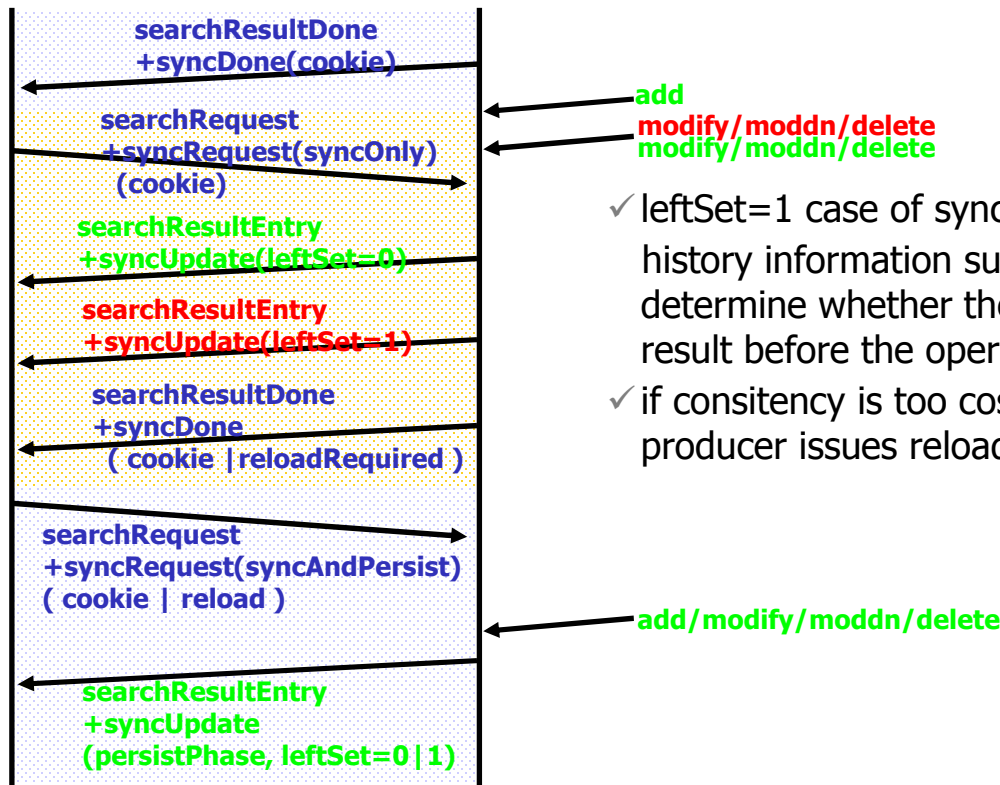 searchResultDone
+syncDone(cookie)
add
modify/moddn/delete
modify/moddn/delete
searchRequest
+syncRequest(syncOnly)
(cookie)
searchResultEntry
+syncUpdate(leftSet=0)
searchResultEntry
+syncUpdate(leftSet=1)
searchResultDone
+syncDone
( cookie |reloadRequired )
searchRequest
+syncRequest(syncAndPersist)
( cookie | reload )
add/modify/moddn/delete
searchResultEntry
+syncUpdate
(persistPhase, leftSet=0|1)
✓ leftSet=1 case of sync
history information su
determine whether the
result before the oper
✓ if consitency is too cos
producer issues reload